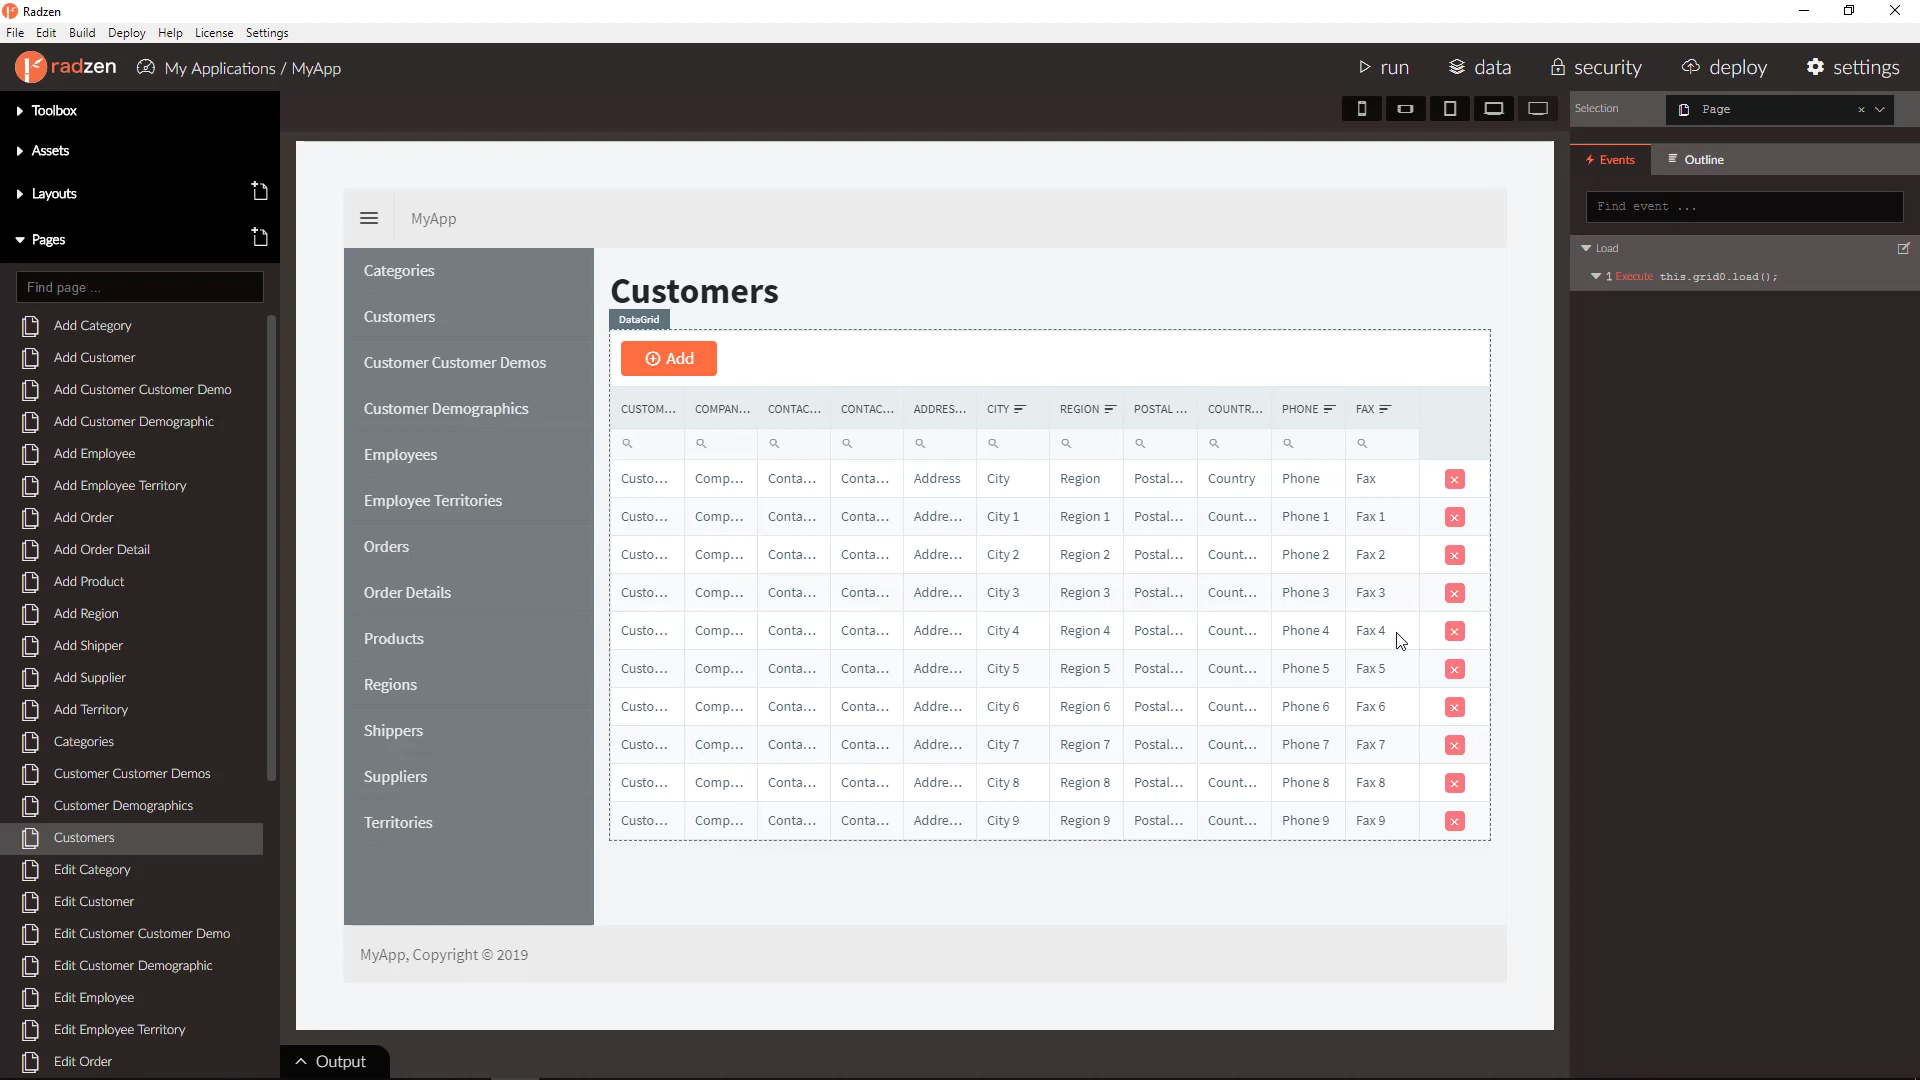 Radzen
File Edit Build Deploy Help License Settings
radzen My Applications / MyApp run data security deploy settings
Toolbox
Assets
Layouts
Pages
Find page ...
Add Category
Add Customer
Add Customer Customer Demo
Add Customer Demographic
Add Employee
Add Employee Territory
Add Order
Add Order Detail
Add Product
Add Region
Add Shipper
Add Supplier
Add Territory
Categories
Customer Customer Demos
Customer Demographics
Customers
Edit Category
Edit Customer
Edit Customer Customer Demo
Edit Customer Demographic
Edit Employee
Edit Employee Territory
Edit Order
MyApp
Categories
Customers
Customer Customer Demos
Customer Demographics
Employees
Employee Territories
Orders
Order Details
Products
Regions
Shippers
Suppliers
Territories
Customers
DataGrid
Add
CUSTOM... COMPAN... CONTAC... CONTAC... ADDRES... CITY REGION POSTAL ... COUNTR... PHONE FAX
Custo... Comp... Conta... Conta... Address City Region Postal... Country Phone Fax
Custo... Comp... Conta... Conta... Addre... City 1 Region 1 Postal... Count... Phone 1 Fax 1
Custo... Comp... Conta... Conta... Addre... City 2 Region 2 Postal... Count... Phone 2 Fax 2
Custo... Comp... Conta... Conta... Addre... City 3 Region 3 Postal... Count... Phone 3 Fax 3
Custo... Comp... Conta... Conta... Addre... City 4 Region 4 Postal... Count... Phone 4 Fax 4
Custo... Comp... Conta... Conta... Addre... City 5 Region 5 Postal... Count... Phone 5 Fax 5
Custo... Comp... Conta... Conta... Addre... City 6 Region 6 Postal... Count... Phone 6 Fax 6
Custo... Comp... Conta... Conta... Addre... City 7 Region 7 Postal... Count... Phone 7 Fax 7
Custo... Comp... Conta... Conta... Addre... City 8 Region 8 Postal... Count... Phone 8 Fax 8
Custo... Comp... Conta... Conta... Addre... City 9 Region 9 Postal... Count... Phone 9 Fax 9
MyApp, Copyright © 2019
Output
Selection Page
Events Outline
Find event ...
Load
1 Execute this.grid0.load();